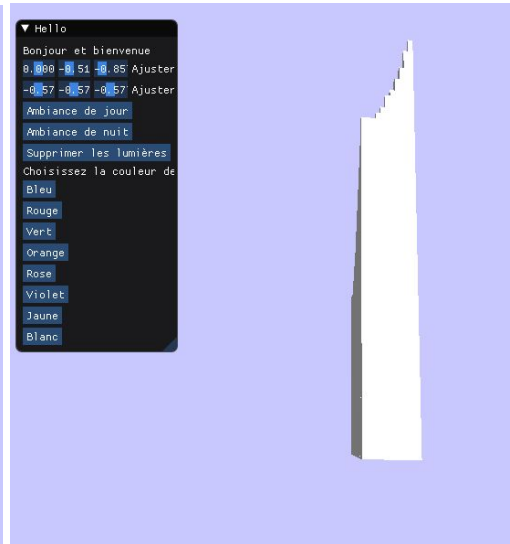 Hello
Bonjour et bienvenue
0.000 -0.51 -0.85 Ajuster
-0.57 -0.57 -0.57 Ajuster
Ambiance de jour
Ambiance de nuit
Supprimer les lumières
Choisissez la couleur de
Bleu
Rouge
Vert
Orange
Rose
Violet
Jaune
Blanc